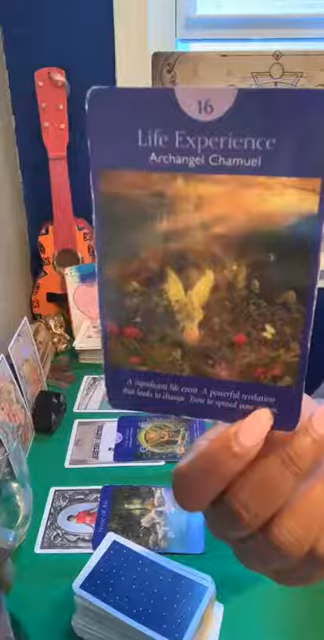 16
Life Experience
Archangel Chamuel
A significant life event. A powerful revelation
that leads to change. Time to spread your